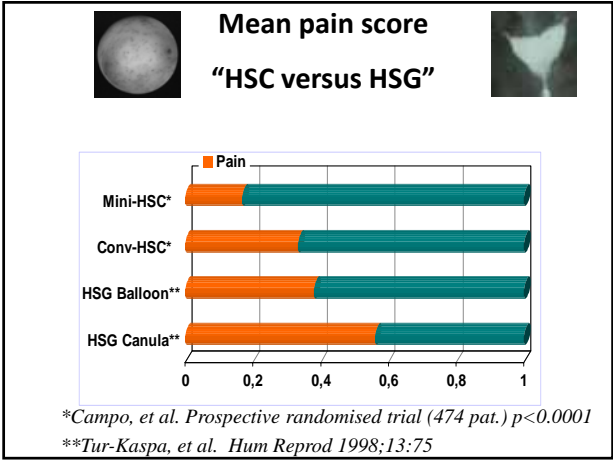 Mean pain score
“HSC versus HSG”
Pain
Mini-HSC*
Conv-HSC*
HSG Balloon**
HSG Canula**
0 0,2 0,4 0,6 0,8 1
*Campo, et al. Prospective randomised trial (474 pat.) p<0.0001
**Tur-Kaspa, et al. Hum Reprod 1998;13:75